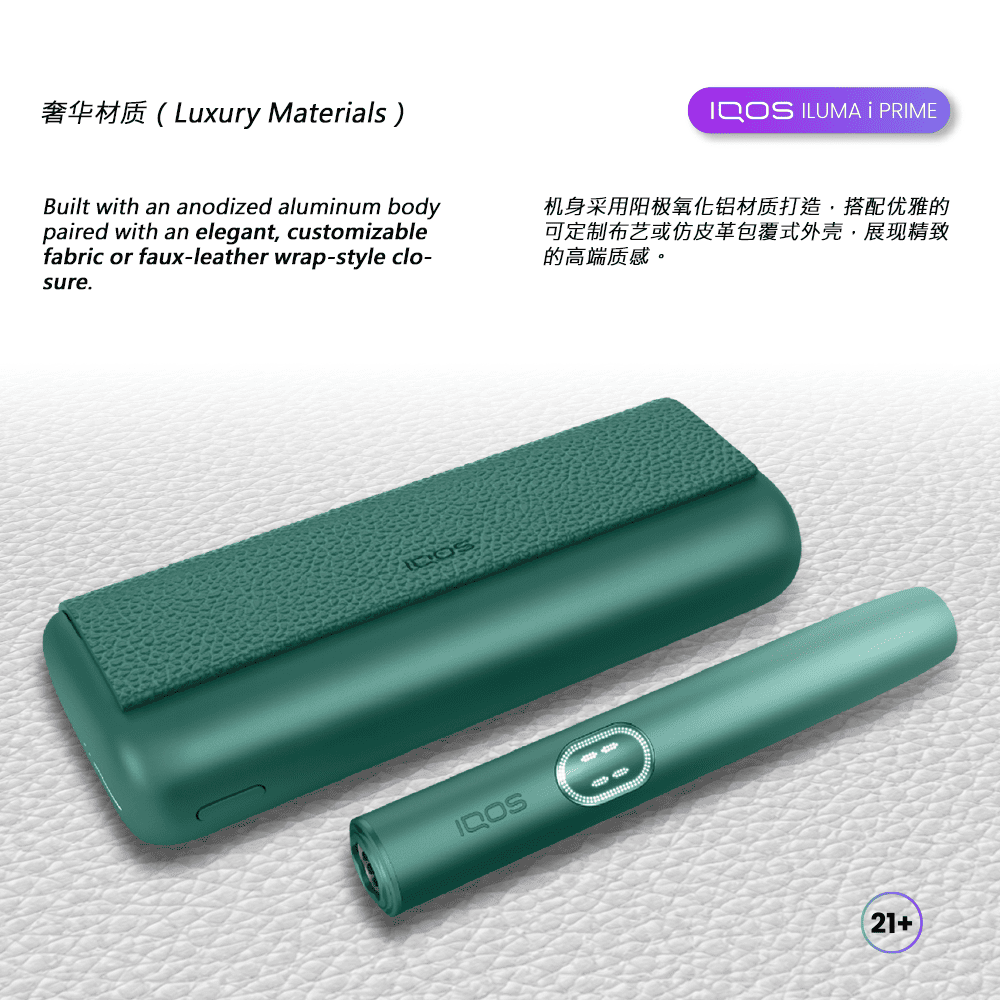 奢华材质 ( Luxury Materials )
IQOS ILUMA i PRIME
Built with an anodized aluminum body
paired with an elegant, customizable
fabric or faux-leather wrap-style clo-
sure.
机身采用阳极氧化铝材质打造，搭配优雅的
可定制布艺或仿皮革包覆式外壳，展现精致
的高端质感。
IQOS
IQOS
21+